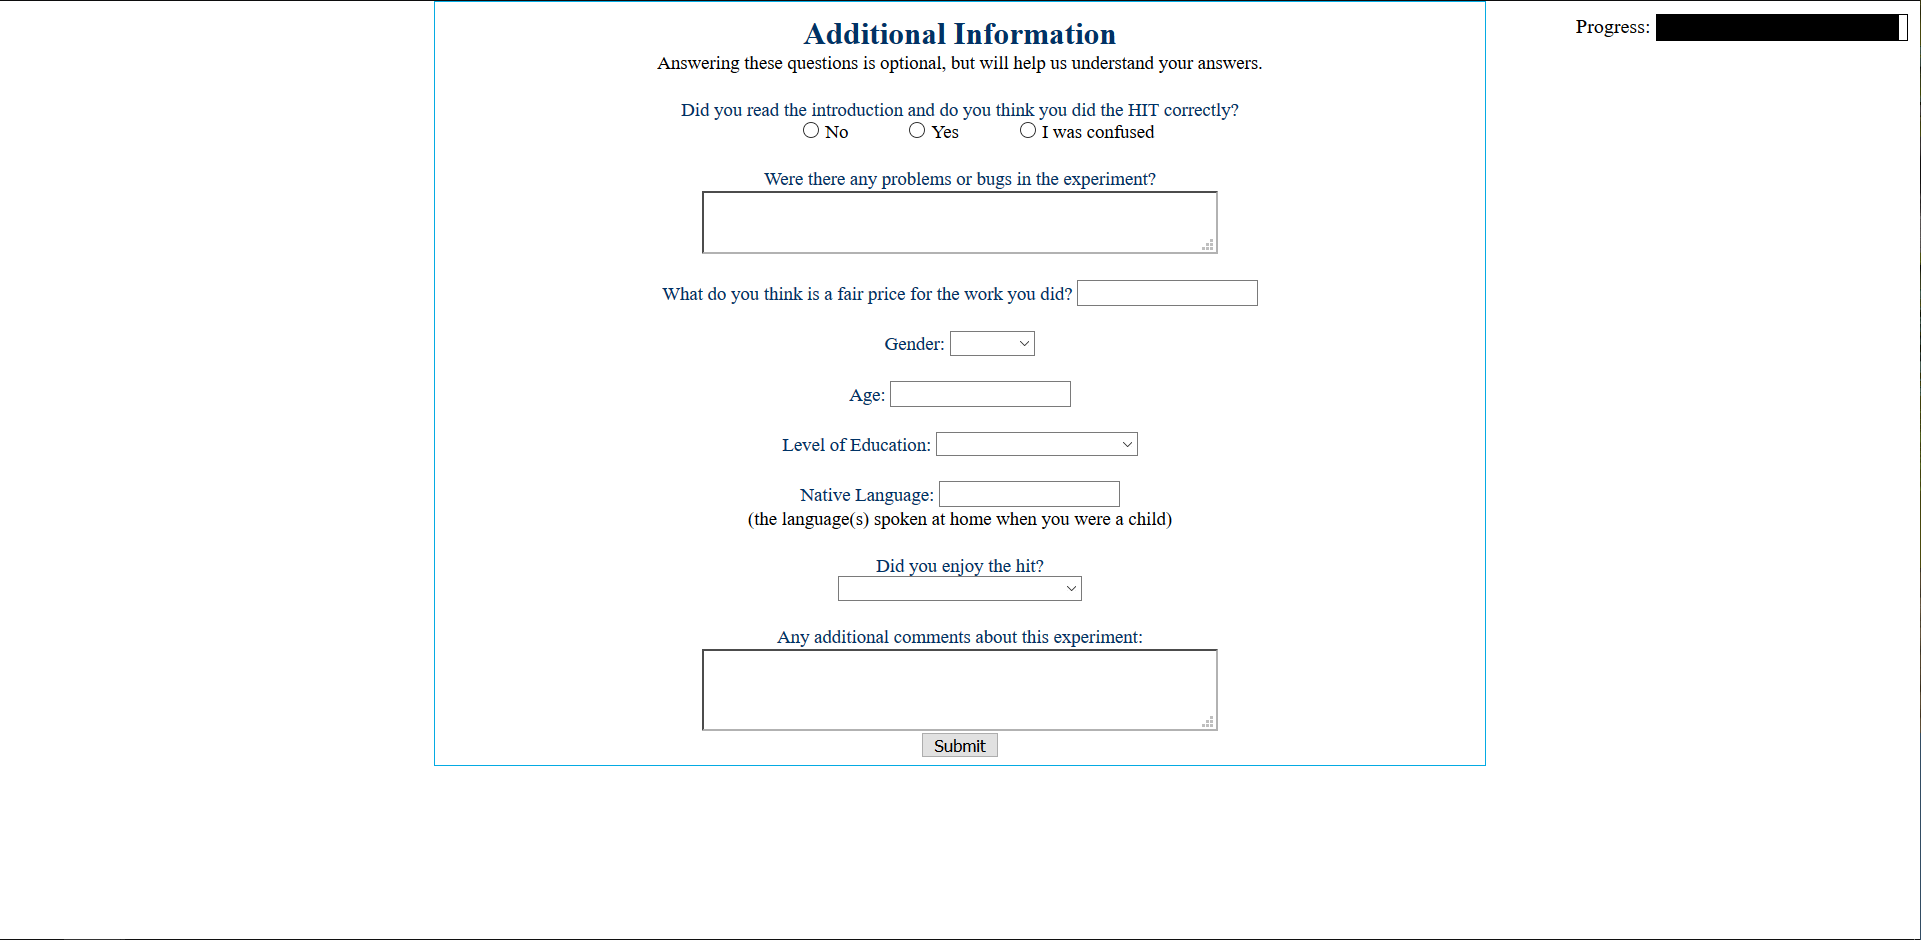 Progress:
Additional Information
Answering these questions is optional, but will help us understand your answers.
Did you read the introduction and do you think you did the HIT correctly?
No Yes I was confused
Were there any problems or bugs in the experiment?
What do you think is a fair price for the work you did?
Gender:
Age:
Level of Education:
Native Language:
(the language(s) spoken at home when you were a child)
Did you enjoy the hit?
Any additional comments about this experiment:
Submit